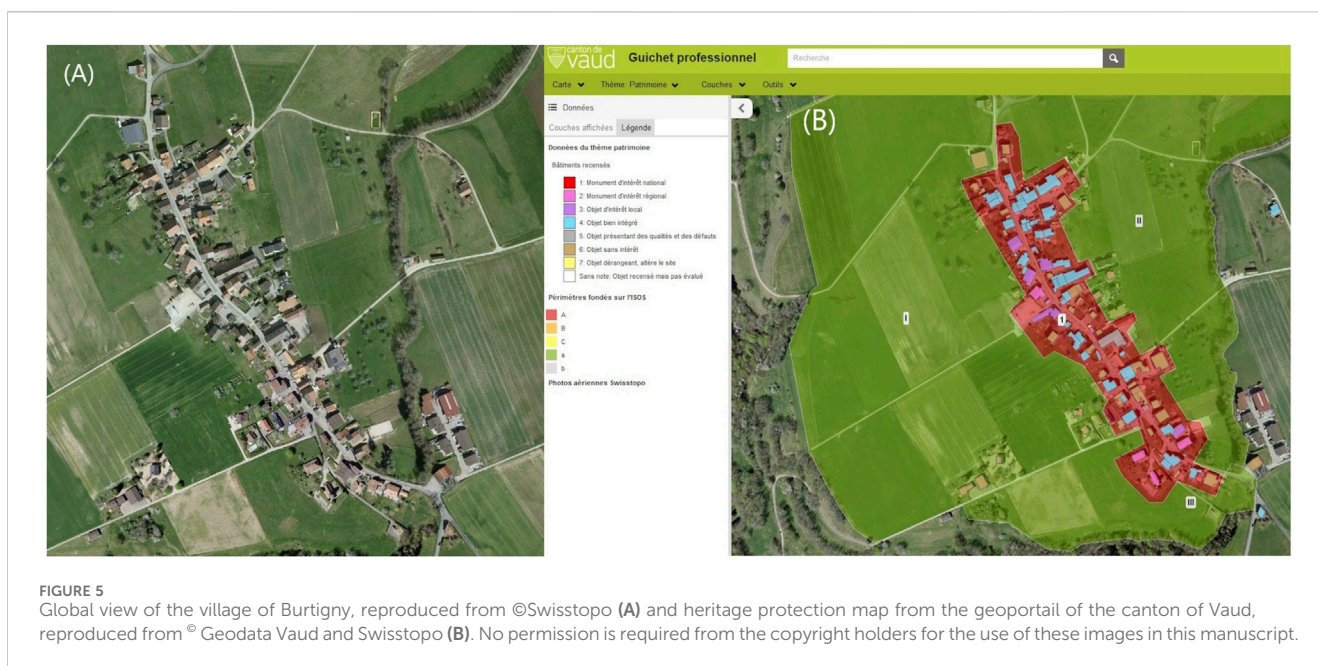 (A)
canton de
vaud
Guichet professionnel
Recherche
Carte
Thème: Patrimoine
Couches
Outils
Données
Couches affichées
Légende
Données du thème patrimoine
Bâtiments recensés
1: Monument d'intérêt national
2: Monument d'intérêt régional
3: Objet d'intérêt local
4: Objet bien intégré
5: Objet présentant des qualités et des défauts
6: Objet sans intérêt
7: Objet dérangeant, altère le site
Sans note: Objet recensé mais pas évalué
Périmètres fondés sur l'ISOS
A
B
C
a
b
Photos aériennes Swisstopo
(B)
II
I
1
III
FIGURE 5
Global view of the village of Burtigny, reproduced from ©Swisstopo (A) and heritage protection map from the geoportail of the canton of Vaud,
reproduced from © Geodata Vaud and Swisstopo (B). No permission is required from the copyright holders for the use of these images in this manuscript.